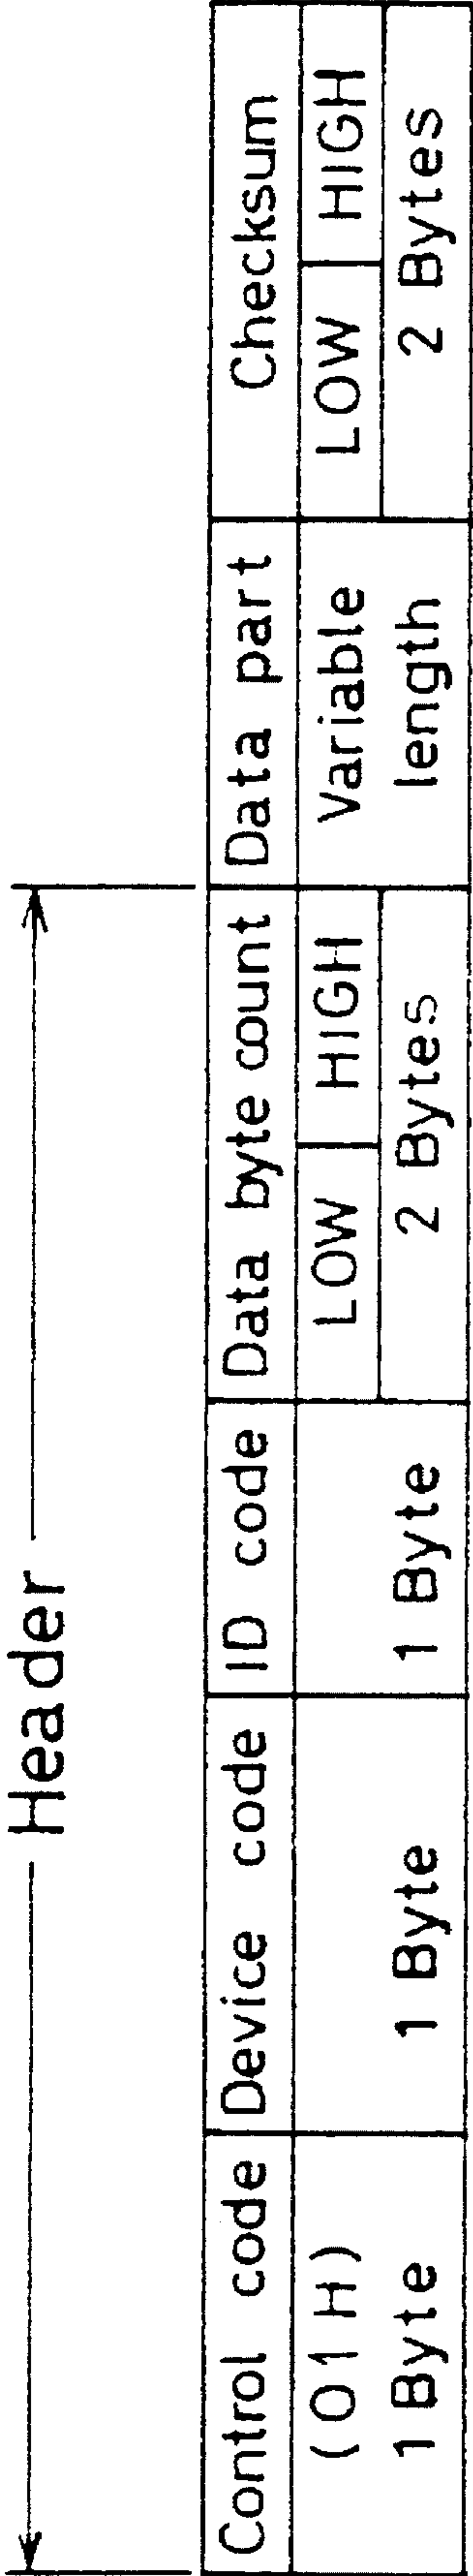 Header
Control code Device code ID code Data byte count Data part Checksum
(01H) LOW HIGH Variable LOW HIGH
1 Byte 1 Byte 1 Byte 2 Bytes length 2 Bytes